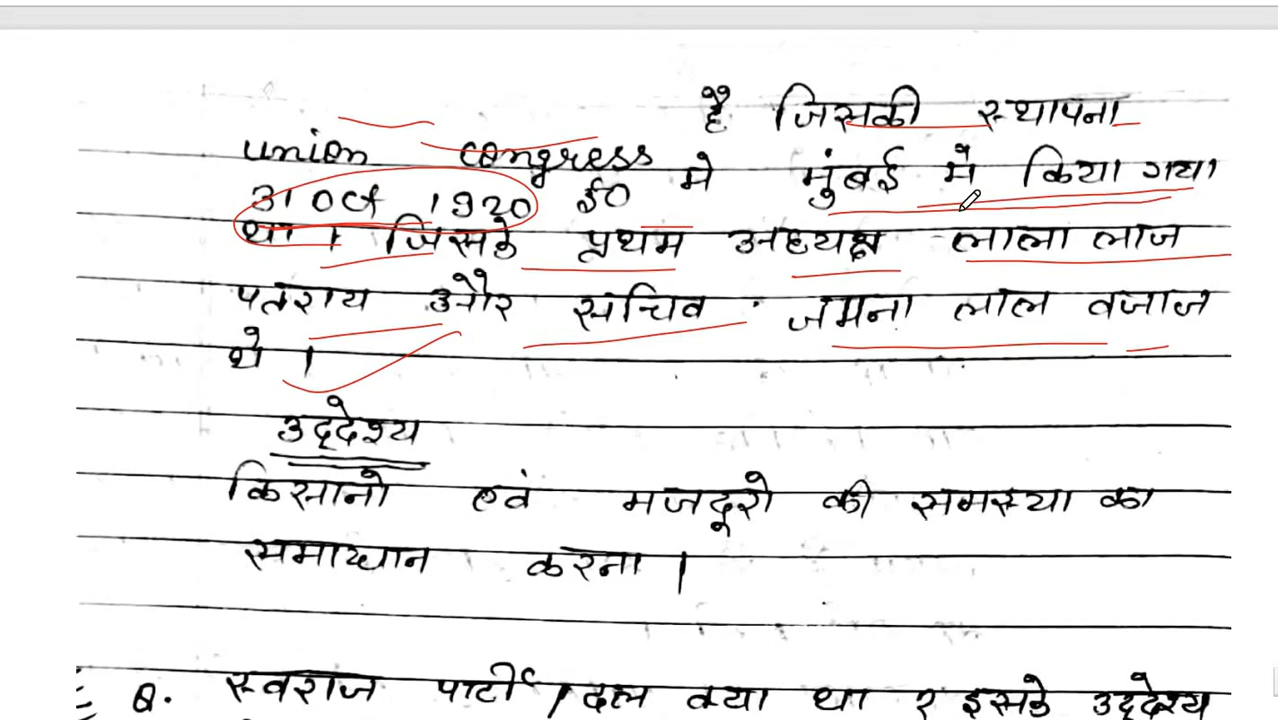 है जिसकी स्थापना
union congress मे मुंबई में किया गया
31 Oct 1920 ई०
था । जिसके प्रथम अध्यक्ष लाला लाज
पतराय और सचिव जमना लाल वजाज
थे ।
उद्देश्य
किसानो एवं मजदूरो की समस्या का
समाधान करना ।
Q. स्वराज पार्टी / दल क्या था ? इसके उद्देश्य